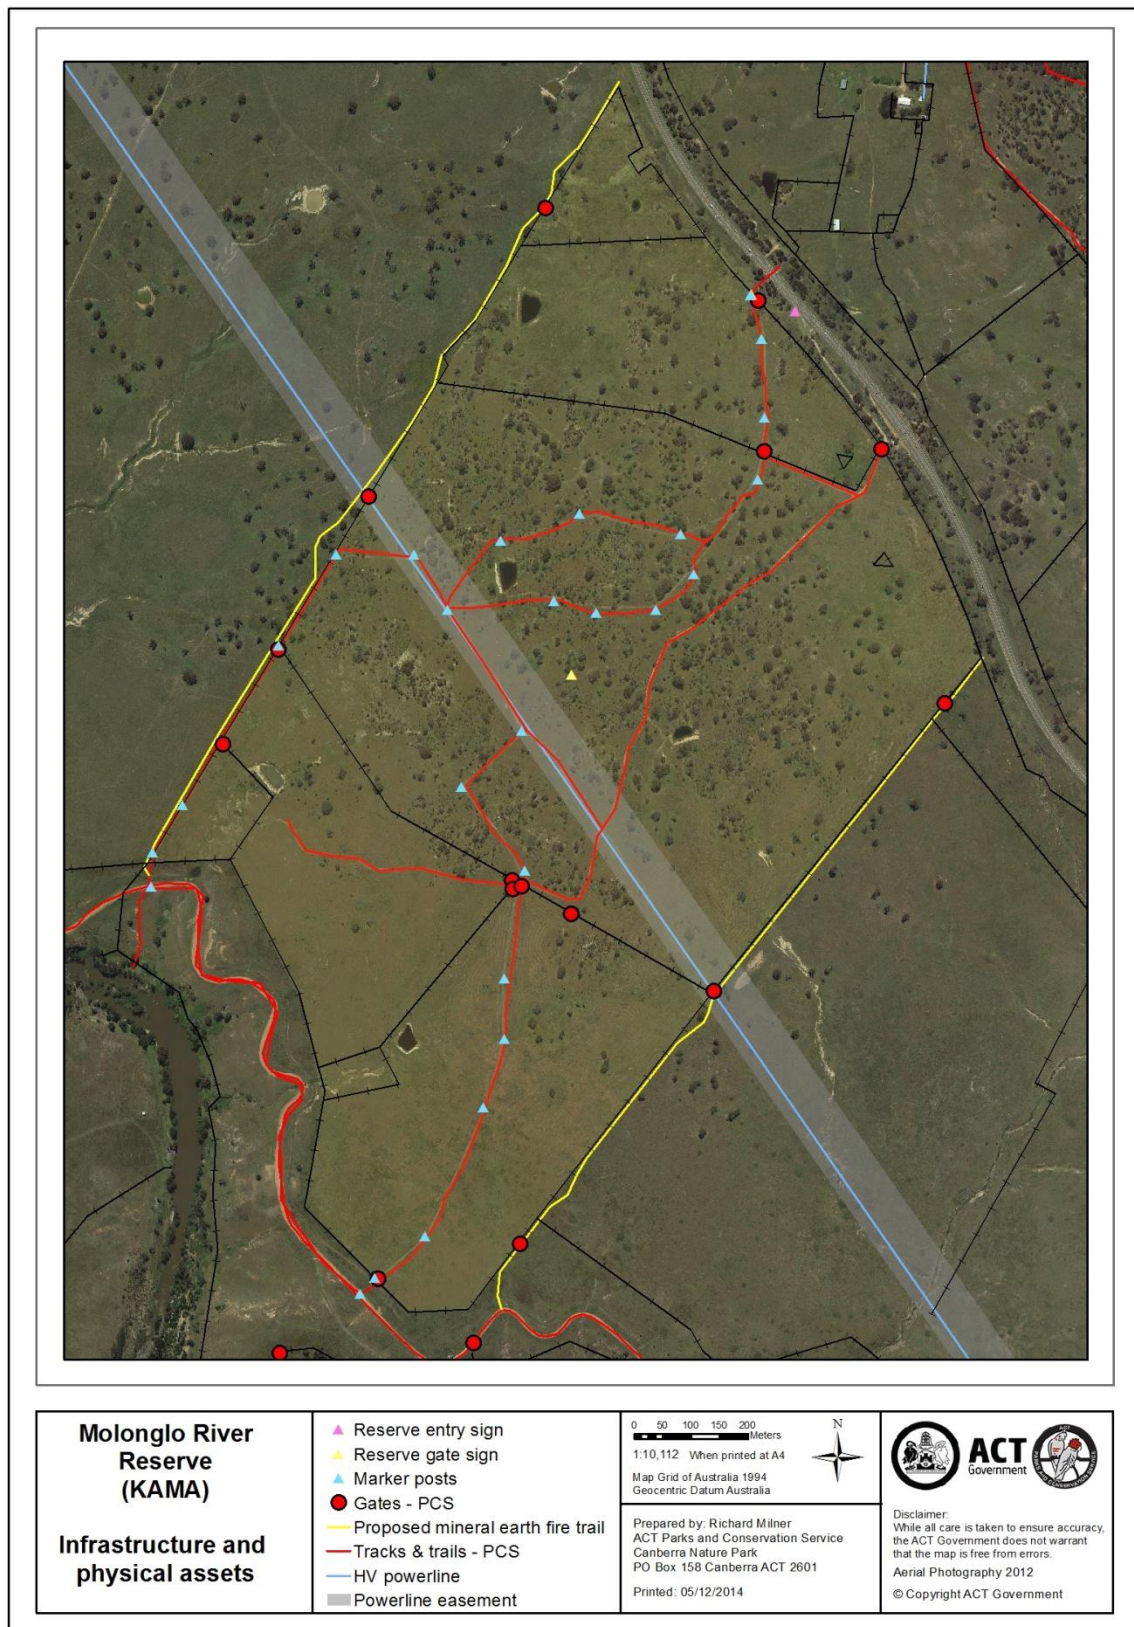 Molonglo River
Reserve
(KAMA)
Infrastructure and
physical assets
Reserve entry sign
Reserve gate sign
Marker posts
Gates - PCS
Proposed mineral earth fire trail
Tracks & trails - PCS
HV powerline
Powerline easement
0 50 100 150 200
Meters
1:10,112 When printed at A4
Map Grid of Australia 1994
Geocentric Datum Australia
N
Prepared by: Richard Milner
ACT Parks and Conservation Service
Canberra Nature Park
PO Box 158 Canberra ACT 2601
Printed: 05/12/2014
ACT
Government
Disclaimer:
While all care is taken to ensure accuracy,
the ACT Government does not warrant
that the map is free from errors.
Aerial Photography 2012
© Copyright ACT Government